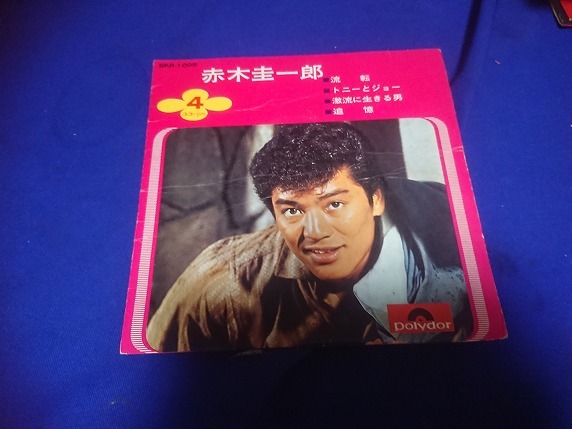 赤木圭一郎
■流 転
■トニーとジョー
■激流に生きる男
■追 憶
4
Polydor